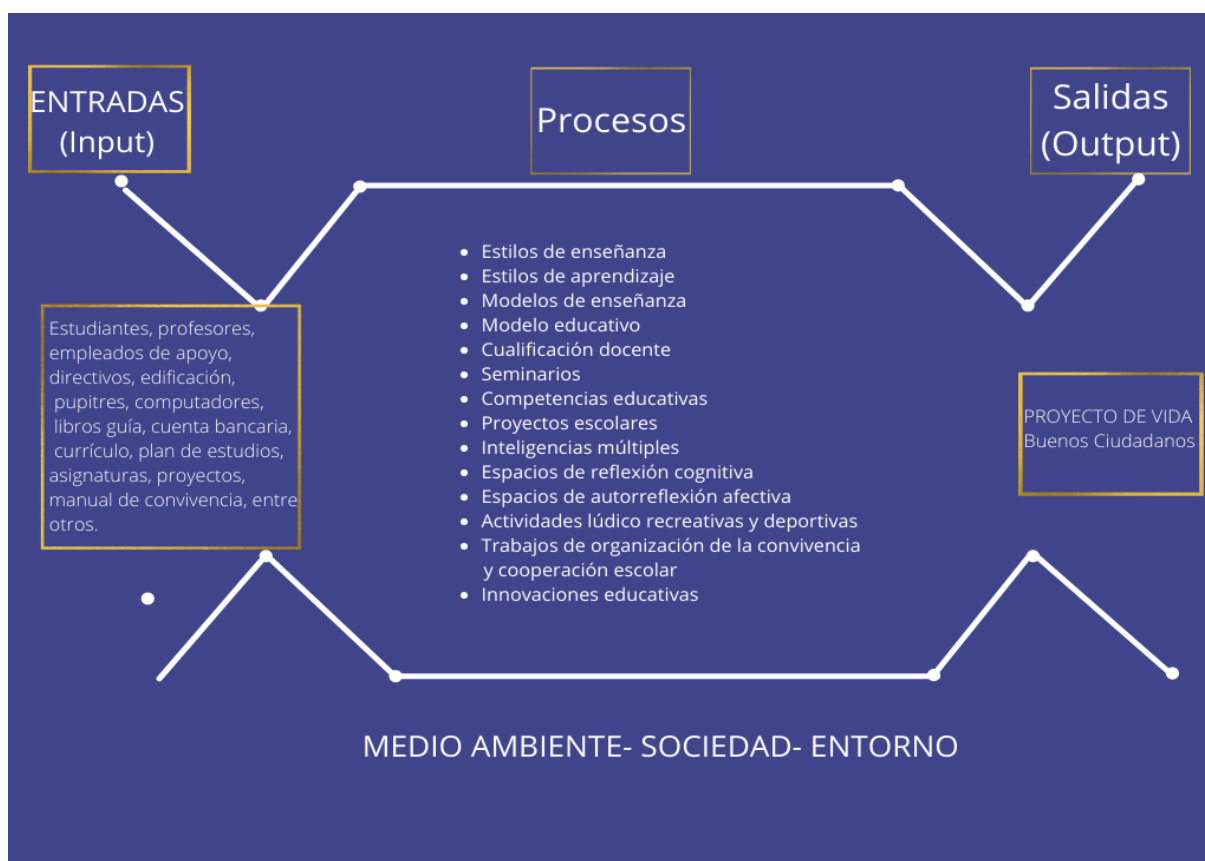 ENTRADAS
(Input)
Procesos
Salidas
(Output)
Estudiantes, profesores,
empleados de apoyo,
directivos, edificación,
pupitres, computadores,
libros guía, cuenta bancaria,
currículo, plan de estudios,
asignaturas, proyectos,
manual de convivencia, entre
otros.
• Estilos de enseñanza
• Estilos de aprendizaje
• Modelos de enseñanza
• Modelo educativo
• Cualificación docente
• Seminarios
• Competencias educativas
• Proyectos escolares
• Inteligencias múltiples
• Espacios de reflexión cognitiva
• Espacios de autorreflexión afectiva
• Actividades lúdico recreativas y deportivas
• Trabajos de organización de la convivencia
y cooperación escolar
• Innovaciones educativas
PROYECTO DE VIDA
Buenos Ciudadanos
MEDIO AMBIENTE- SOCIEDAD- ENTORNO